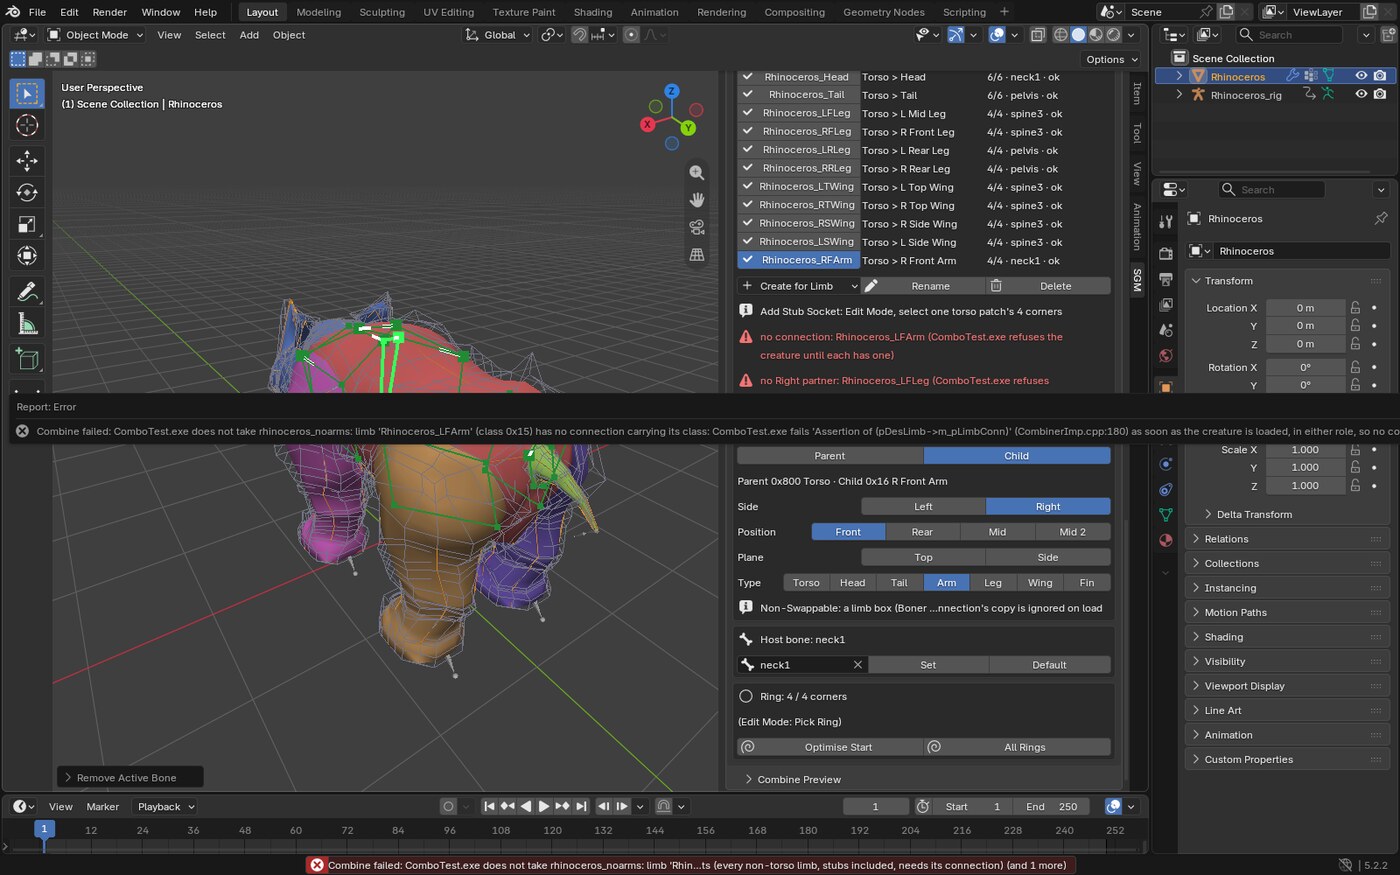 File Edit Render Window Help Layout Modeling Sculpting UV Editing Texture Paint Shading Animation Rendering Compositing Geometry Nodes Scripting Scene ViewLayer
Object Mode View Select Add Object Global Search
Options
Scene Collection
Rhinoceros
Rhinoceros_rig
User Perspective
(1) Scene Collection | Rhinoceros
Z
X
Y
Rhinoceros_Head Torso > Head 6/6 · neck1 · ok
Rhinoceros_Tail Torso > Tail 6/6 · pelvis · ok
Rhinoceros_LFLeg Torso > L Mid Leg 4/4 · spine3 · ok
Rhinoceros_RFLeg Torso > R Front Leg 4/4 · spine3 · ok
Rhinoceros_LRLeg Torso > L Rear Leg 4/4 · pelvis · ok
Rhinoceros_RRLeg Torso > R Rear Leg 4/4 · pelvis · ok
Rhinoceros_LTWing Torso > L Top Wing 4/4 · spine3 · ok
Rhinoceros_RTWing Torso > R Top Wing 4/4 · spine3 · ok
Rhinoceros_RSWing Torso > R Side Wing 4/4 · spine3 · ok
Rhinoceros_LSWing Torso > L Side Wing 4/4 · spine3 · ok
Rhinoceros_RFArm Torso > R Front Arm 4/4 · neck1 · ok
Create for Limb Rename Delete
Add Stub Socket: Edit Mode, select one torso patch's 4 corners
no connection: Rhinoceros_LFArm (ComboTest.exe refuses the
creature until each has one)
no Right partner: Rhinoceros_LFLeg (ComboTest.exe refuses
Item
Tool
View
Animation
SGM
Report: Error
Combine failed: ComboTest.exe does not take rhinoceros_noarms: limb 'Rhinoceros_LFArm' (class 0x15) has no connection carrying its class: ComboTest.exe fails 'Assertion of (pDesLimb->m_pLimbConn)' (CombinerImp.cpp:180) as soon as the creature is loaded, in either role, so no co
Parent Child
Parent 0x800 Torso · Child 0x16 R Front Arm
Side Left Right
Position Front Rear Mid Mid 2
Plane Top Side
Type Torso Head Tail Arm Leg Wing Fin
Non-Swappable: a limb box (Boner ...nnection's copy is ignored on load
Host bone: neck1
neck1 Set Default
Ring: 4 / 4 corners
(Edit Mode: Pick Ring)
Optimise Start All Rings
Combine Preview
Search
Rhinoceros
Rhinoceros
Transform
Location X 0 m
Y 0 m
Z 0 m
Rotation X 0°
Y 0°
Scale X 1.000
Y 1.000
Z 1.000
Delta Transform
Relations
Collections
Instancing
Motion Paths
Shading
Visibility
Viewport Display
Line Art
Animation
Custom Properties
Remove Active Bone
View Marker Playback 1 Start 1 End 250
1 12 24 36 48 60 72 84 96 108 120 132 144 156 168 180 192 204 216 228 240 252
Combine failed: ComboTest.exe does not take rhinoceros_noarms: limb 'Rhin...ts (every non-torso limb, stubs included, needs its connection) (and 1 more)
5.2.2